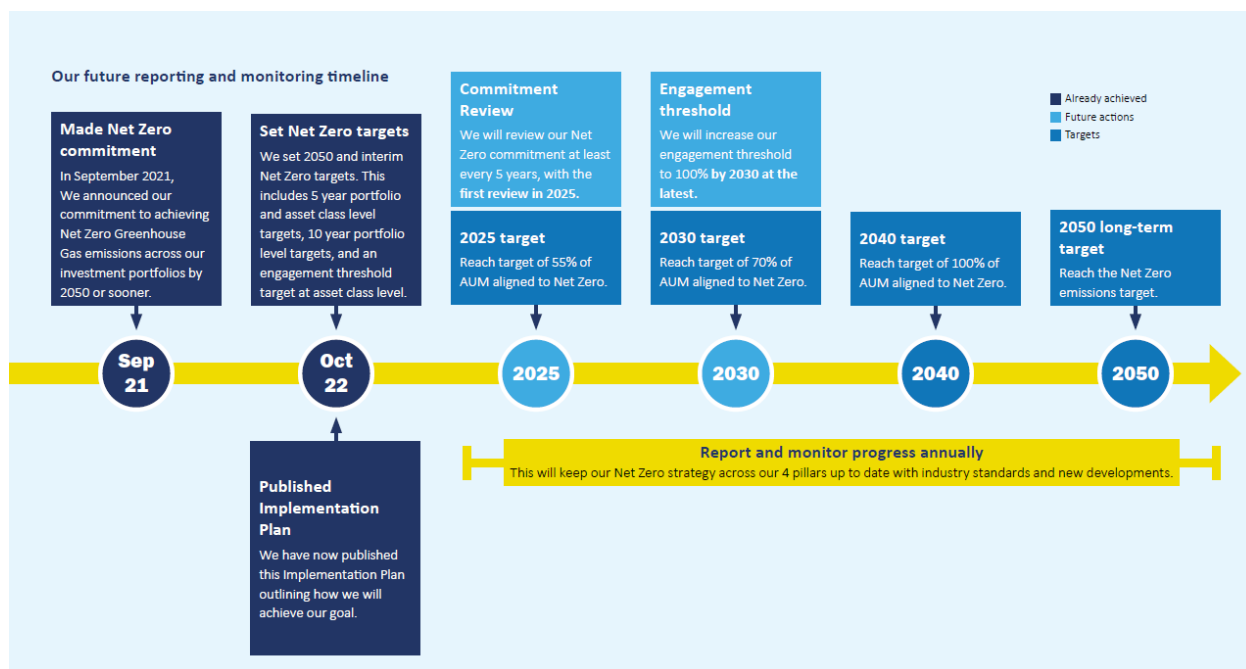 Our future reporting and monitoring timeline
Made Net Zero
commitment
In September 2021,
We announced our
commitment to achieving
Net Zero Greenhouse
Gas emissions across our
investment portfolios by
2050 or sooner.
Set Net Zero targets
We set 2050 and interim
Net Zero targets. This
includes 5 year portfolio
and asset class level
targets, 10 year portfolio
level targets, and an
engagement threshold
target at asset class level.
Commitment
Review
We will review our Net
Zero commitment at least
every 5 years, with the
first review in 2025.
2025 target
Reach target of 55% of
AUM aligned to Net Zero.
Engagement
threshold
We will increase our
engagement threshold
to 100% by 2030 at the
latest.
2030 target
Reach target of 70% of
AUM aligned to Net Zero.
2040 target
Reach target of 100% of
AUM aligned to Net Zero.
2050 long-term
target
Reach the Net Zero
emissions target.
Already achieved
Future actions
Targets
Sep
21
Oct
22
2025
2030
2040
2050
Published
Implementation
Plan
We have now published
this Implementation Plan
outlining how we will
achieve our goal.
Report and monitor progress annually
This will keep our Net Zero strategy across our 4 pillars up to date with industry standards and new developments.